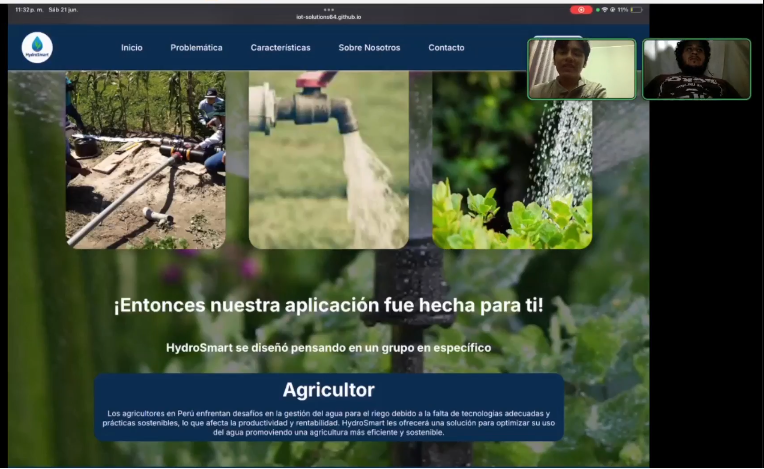 11:32 p. m. Sáb 21 jun.
iot-solutions64.github.io
11%
HydroSmart
Inicio Problemática Características Sobre Nosotros Contacto
¡Entonces nuestra aplicación fue hecha para ti!
HydroSmart se diseñó pensando en un grupo en específico
Agricultor
Los agricultores en Perú enfrentan desafíos en la gestión del agua para el riego debido a la falta de tecnologías adecuadas y
prácticas sostenibles, lo que afecta la productividad y rentabilidad. HydroSmart les ofrecerá una solución para optimizar su uso
del agua promoviendo una agricultura más eficiente y sostenible.